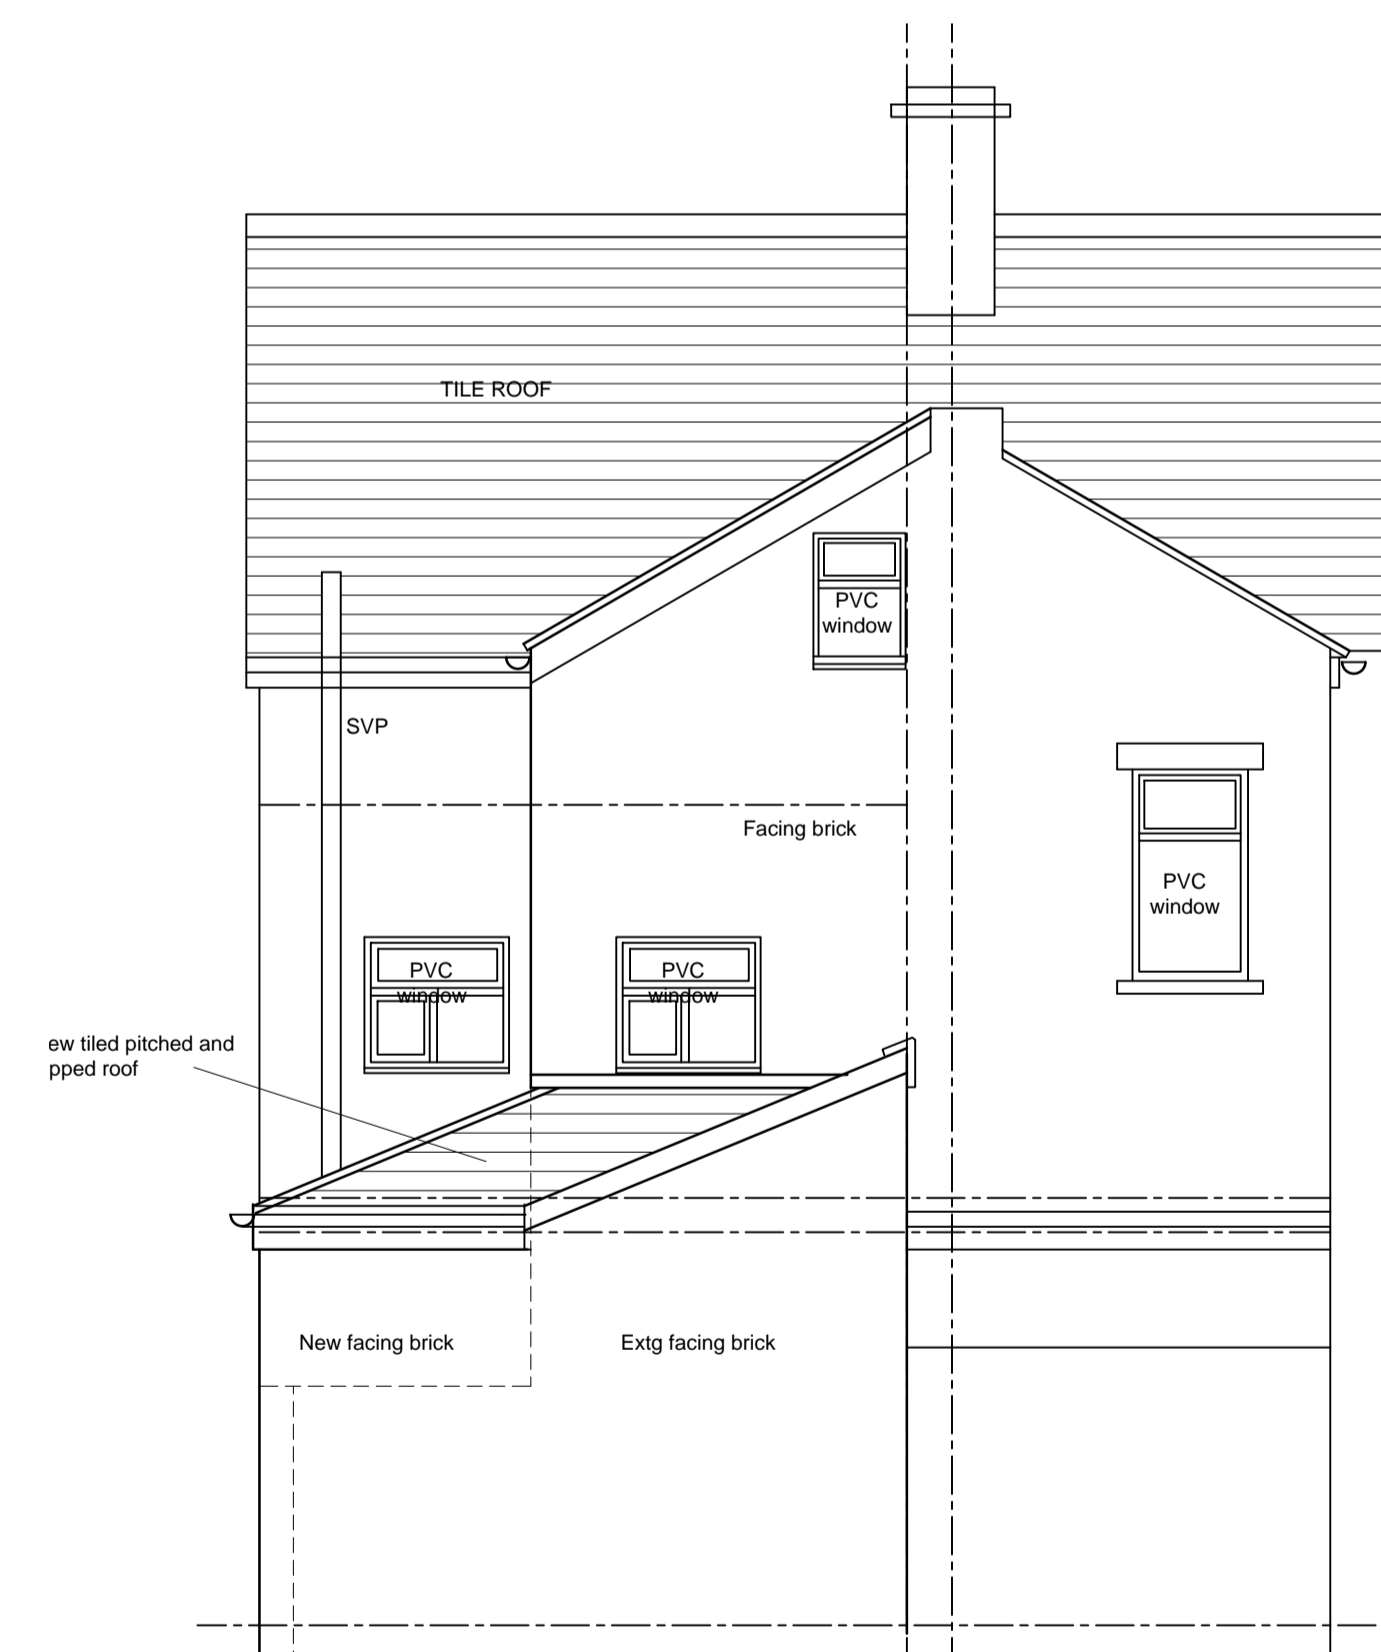 TILE ROOF
PVC
window
SVP
Facing brick
PVC
window
PVC
window
PVC
window
ew tiled pitched and
pped roof
New facing brick
Extg facing brick